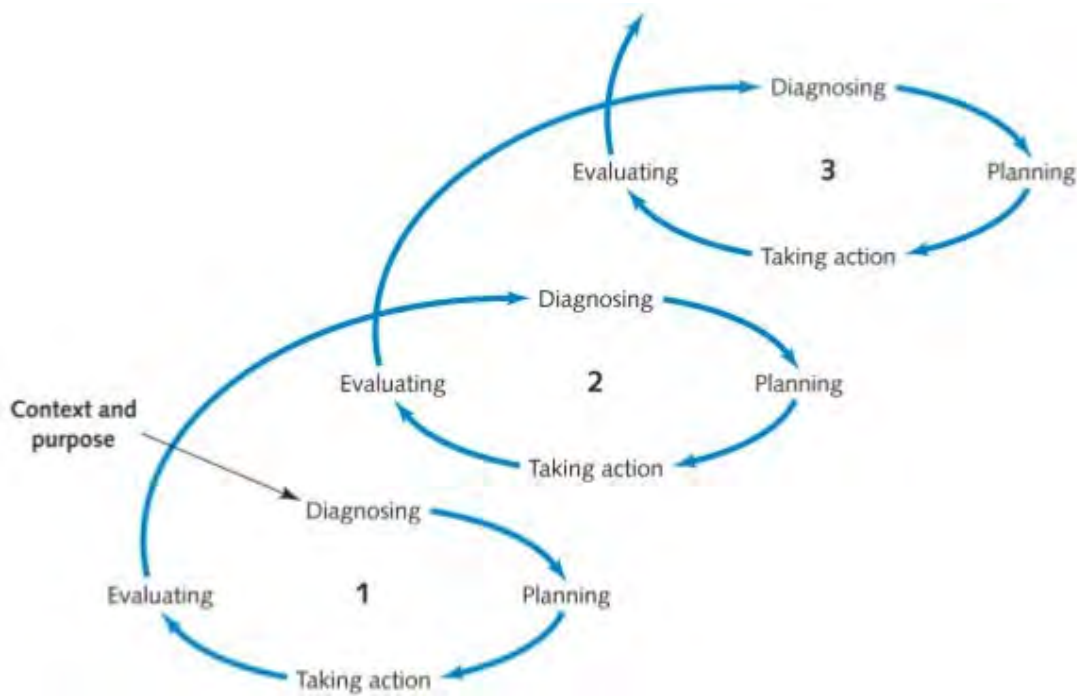 Diagnosing
Evaluating
3
Planning
Taking action
Diagnosing
Evaluating
2
Planning
Taking action
Context and
purpose
Diagnosing
Evaluating
1
Planning
Taking action